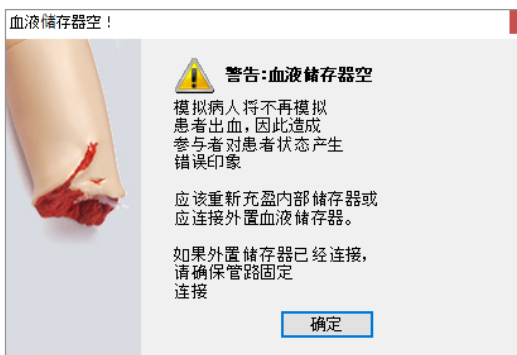 血液储存器空！
警告:血液储存器空
模拟病人将不再模拟
患者出血,因此造成
参与者对患者状态产生
错误印象
应该重新充盈内部储存器或
应连接外置血液储存器。
如果外置储存器已经连接,
请确保管路固定
连接
确定